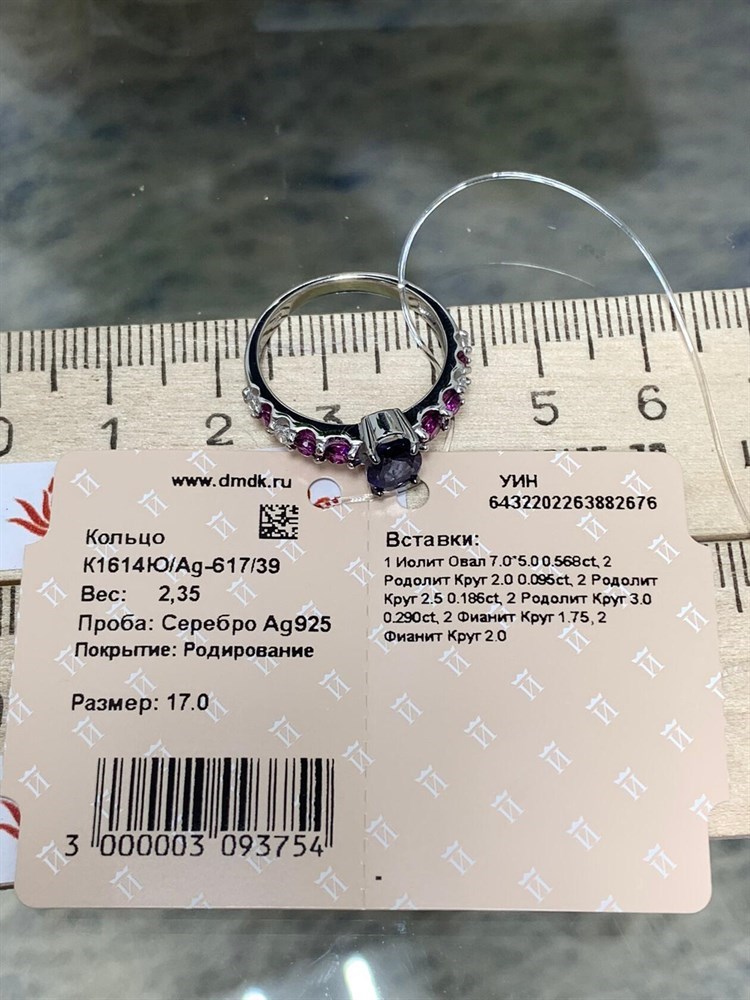 0 1 2 3 5 6
www.dmdk.ru
Кольцо
К1614Ю/Ag-617/39
Вес: 2,35
Проба: Серебро Ag925
Покрытие: Родирование
Размер: 17.0
3 000003 093754
УИН
6432202263882676
Вставки:
1 Иолит Овал 7.0*5.0 0.568ct, 2
Родолит Круг 2.0 0.095ct, 2 Родолит
Круг 2.5 0.186ct, 2 Родолит Круг 3.0
0.290ct, 2 Фианит Круг 1.75, 2
Фианит Круг 2.0